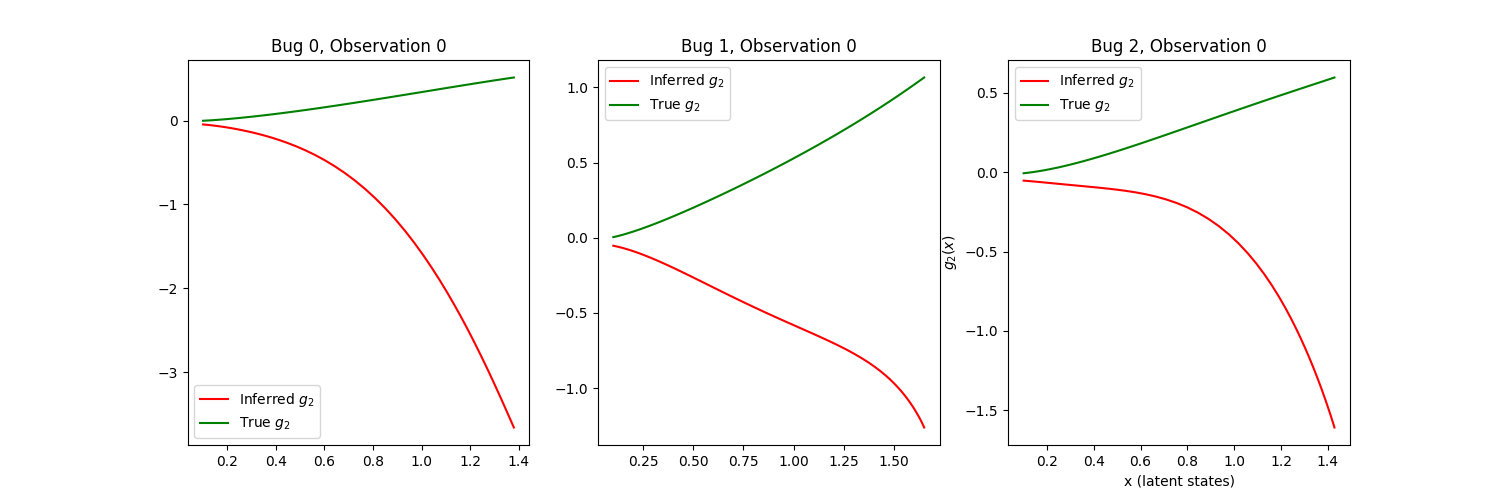 Bug 0, Observation 0
0
−1
−2
−3
Inferred g₂
True g₂
0.2 0.4 0.6 0.8 1.0 1.2 1.4
Bug 1, Observation 0
Inferred g₂
True g₂
1.0
0.5
0.0
−0.5
−1.0
0.25 0.50 0.75 1.00 1.25 1.50
Bug 2, Observation 0
Inferred g₂
True g₂
g₂(x)
0.5
0.0
−0.5
−1.0
−1.5
0.2 0.4 0.6 0.8 1.0 1.2 1.4
x (latent states)